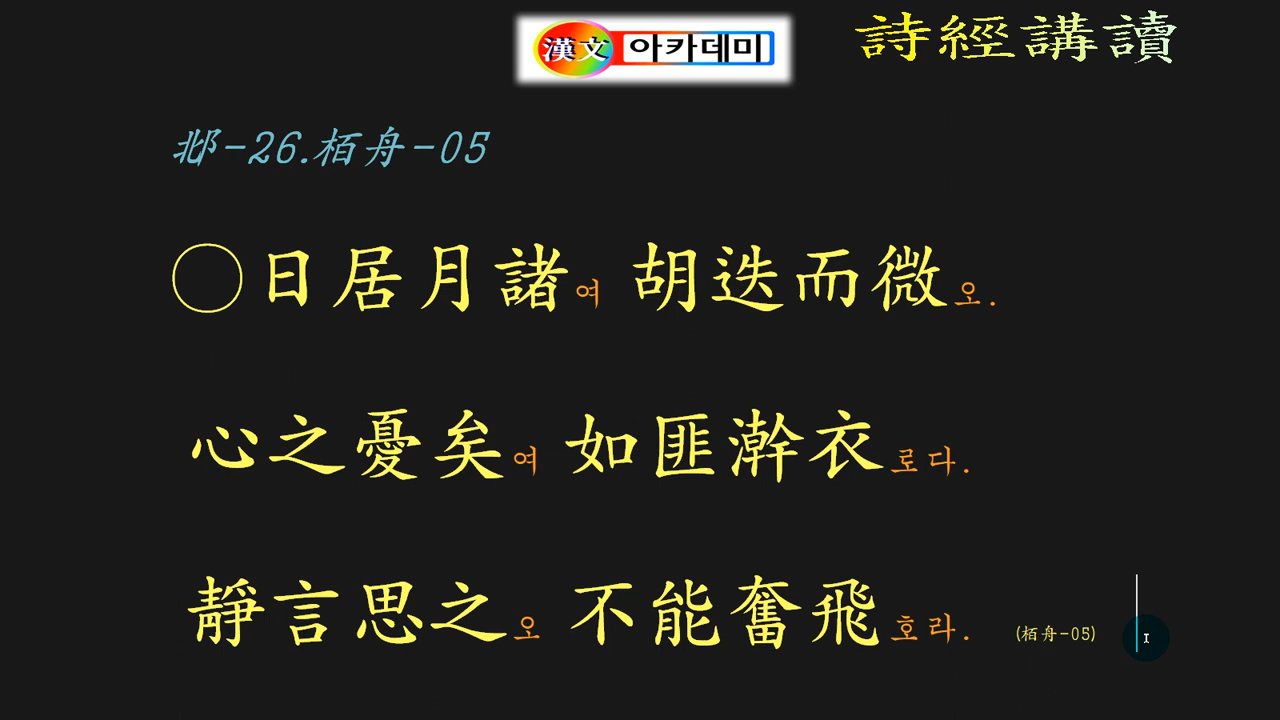 漢文 아카데미
詩經講讀
邶-26.栢舟-05
○日居月諸여 胡迭而微오.
心之憂矣여 如匪澣衣로다.
靜言思之오 不能奮飛호라. (栢舟-05)